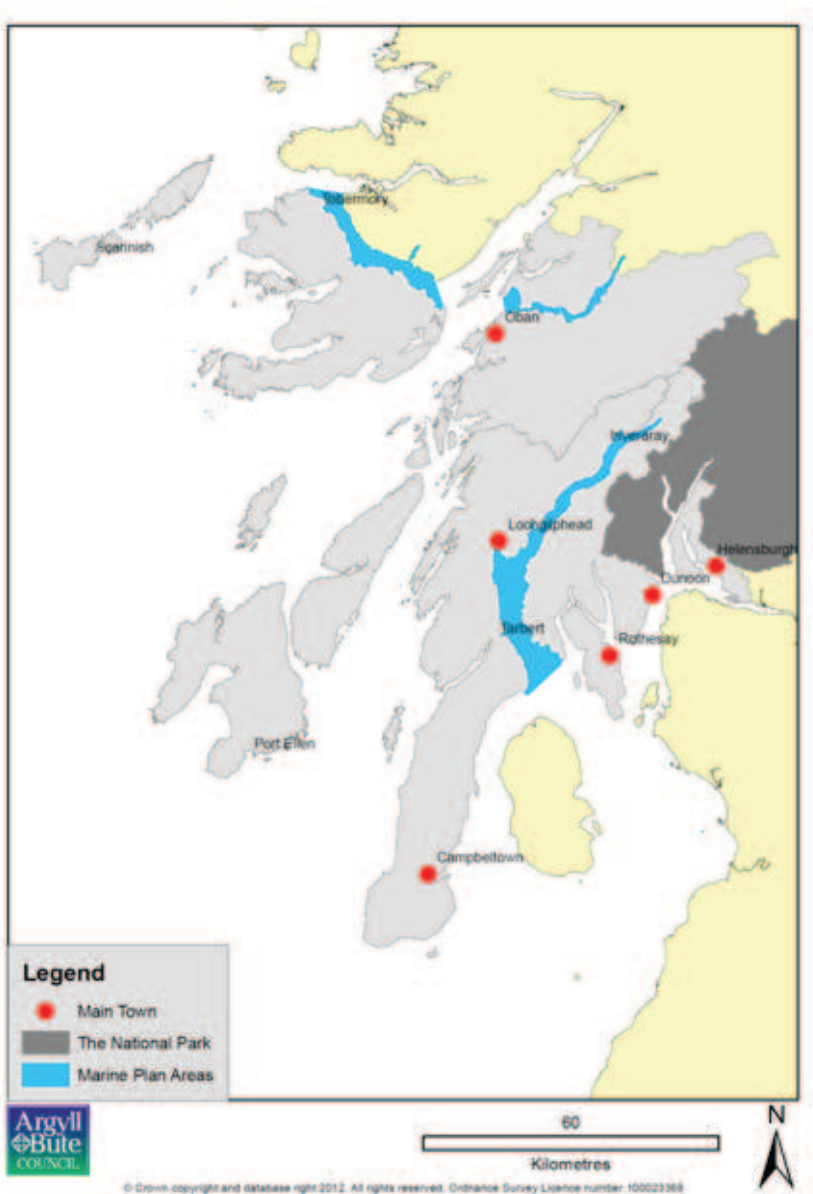 Tobermory
Scarinish
Oban
Inveraray
Lochgilphead
Helensburgh
Dunoon
Tarbert
Rothesay
Port Ellen
Campbeltown
Legend
Main Town
The National Park
Marine Plan Areas
Argyll
&Bute
COUNCIL
60
Kilometres
N
© Crown copyright and database right 2012. All rights reserved. Ordnance Survey Licence number 100023368